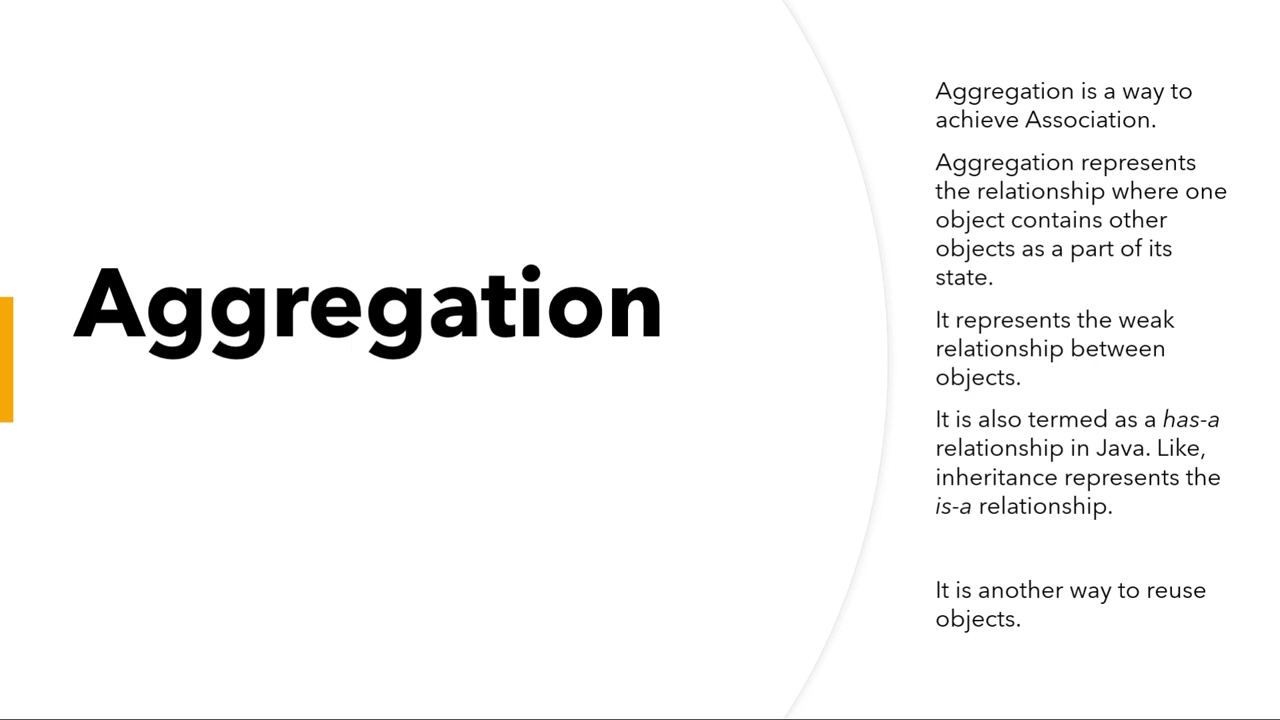 Aggregation
Aggregation is a way to
achieve Association.
Aggregation represents
the relationship where one
object contains other
objects as a part of its
state.
It represents the weak
relationship between
objects.
It is also termed as a has-a
relationship in Java. Like,
inheritance represents the
is-a relationship.
It is another way to reuse
objects.